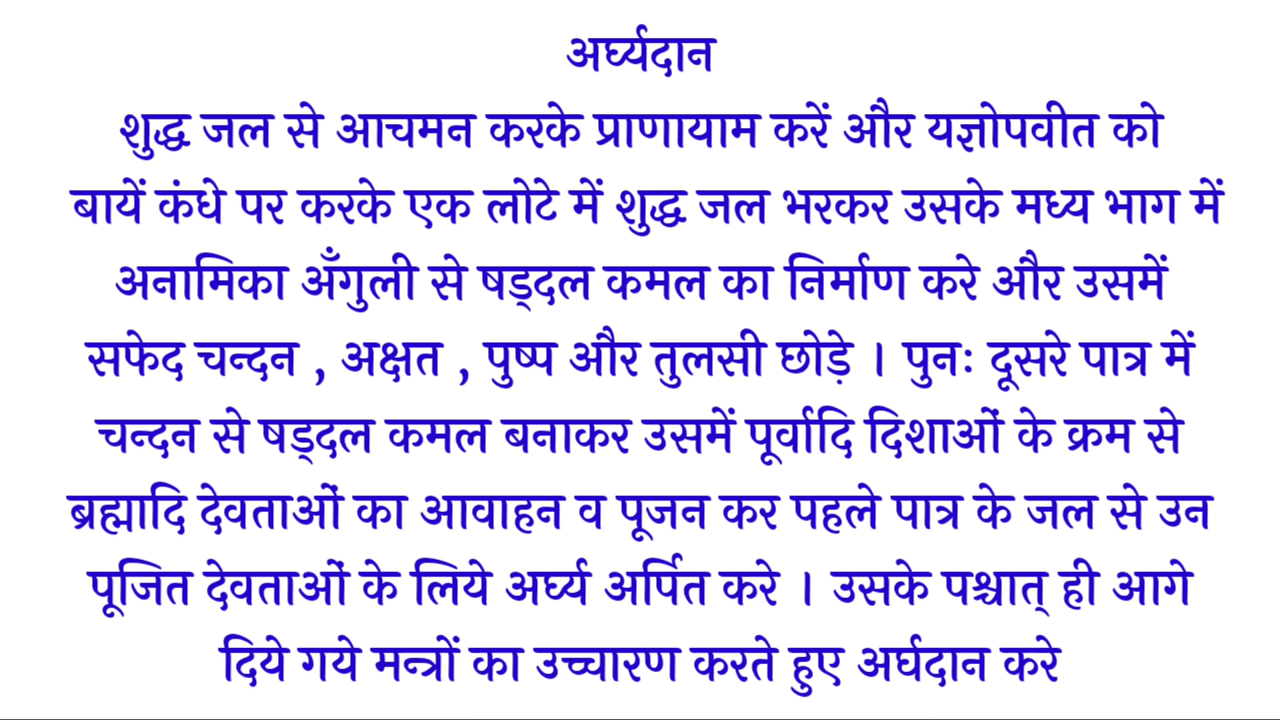 अर्घ्यदान
शुद्ध जल से आचमन करके प्राणायाम करें और यज्ञोपवीत को
बायें कंधे पर करके एक लोटे में शुद्ध जल भरकर उसके मध्य भाग में
अनामिका अँगुली से षड्दल कमल का निर्माण करे और उसमें
सफेद चन्दन , अक्षत , पुष्प और तुलसी छोड़े । पुनः दूसरे पात्र में
चन्दन से षड्दल कमल बनाकर उसमें पूर्वादि दिशाओं के क्रम से
ब्रह्मादि देवताओं का आवाहन व पूजन कर पहले पात्र के जल से उन
पूजित देवताओं के लिये अर्घ्य अर्पित करे । उसके पश्चात् ही आगे
दिये गये मन्त्रों का उच्चारण करते हुए अर्घदान करे